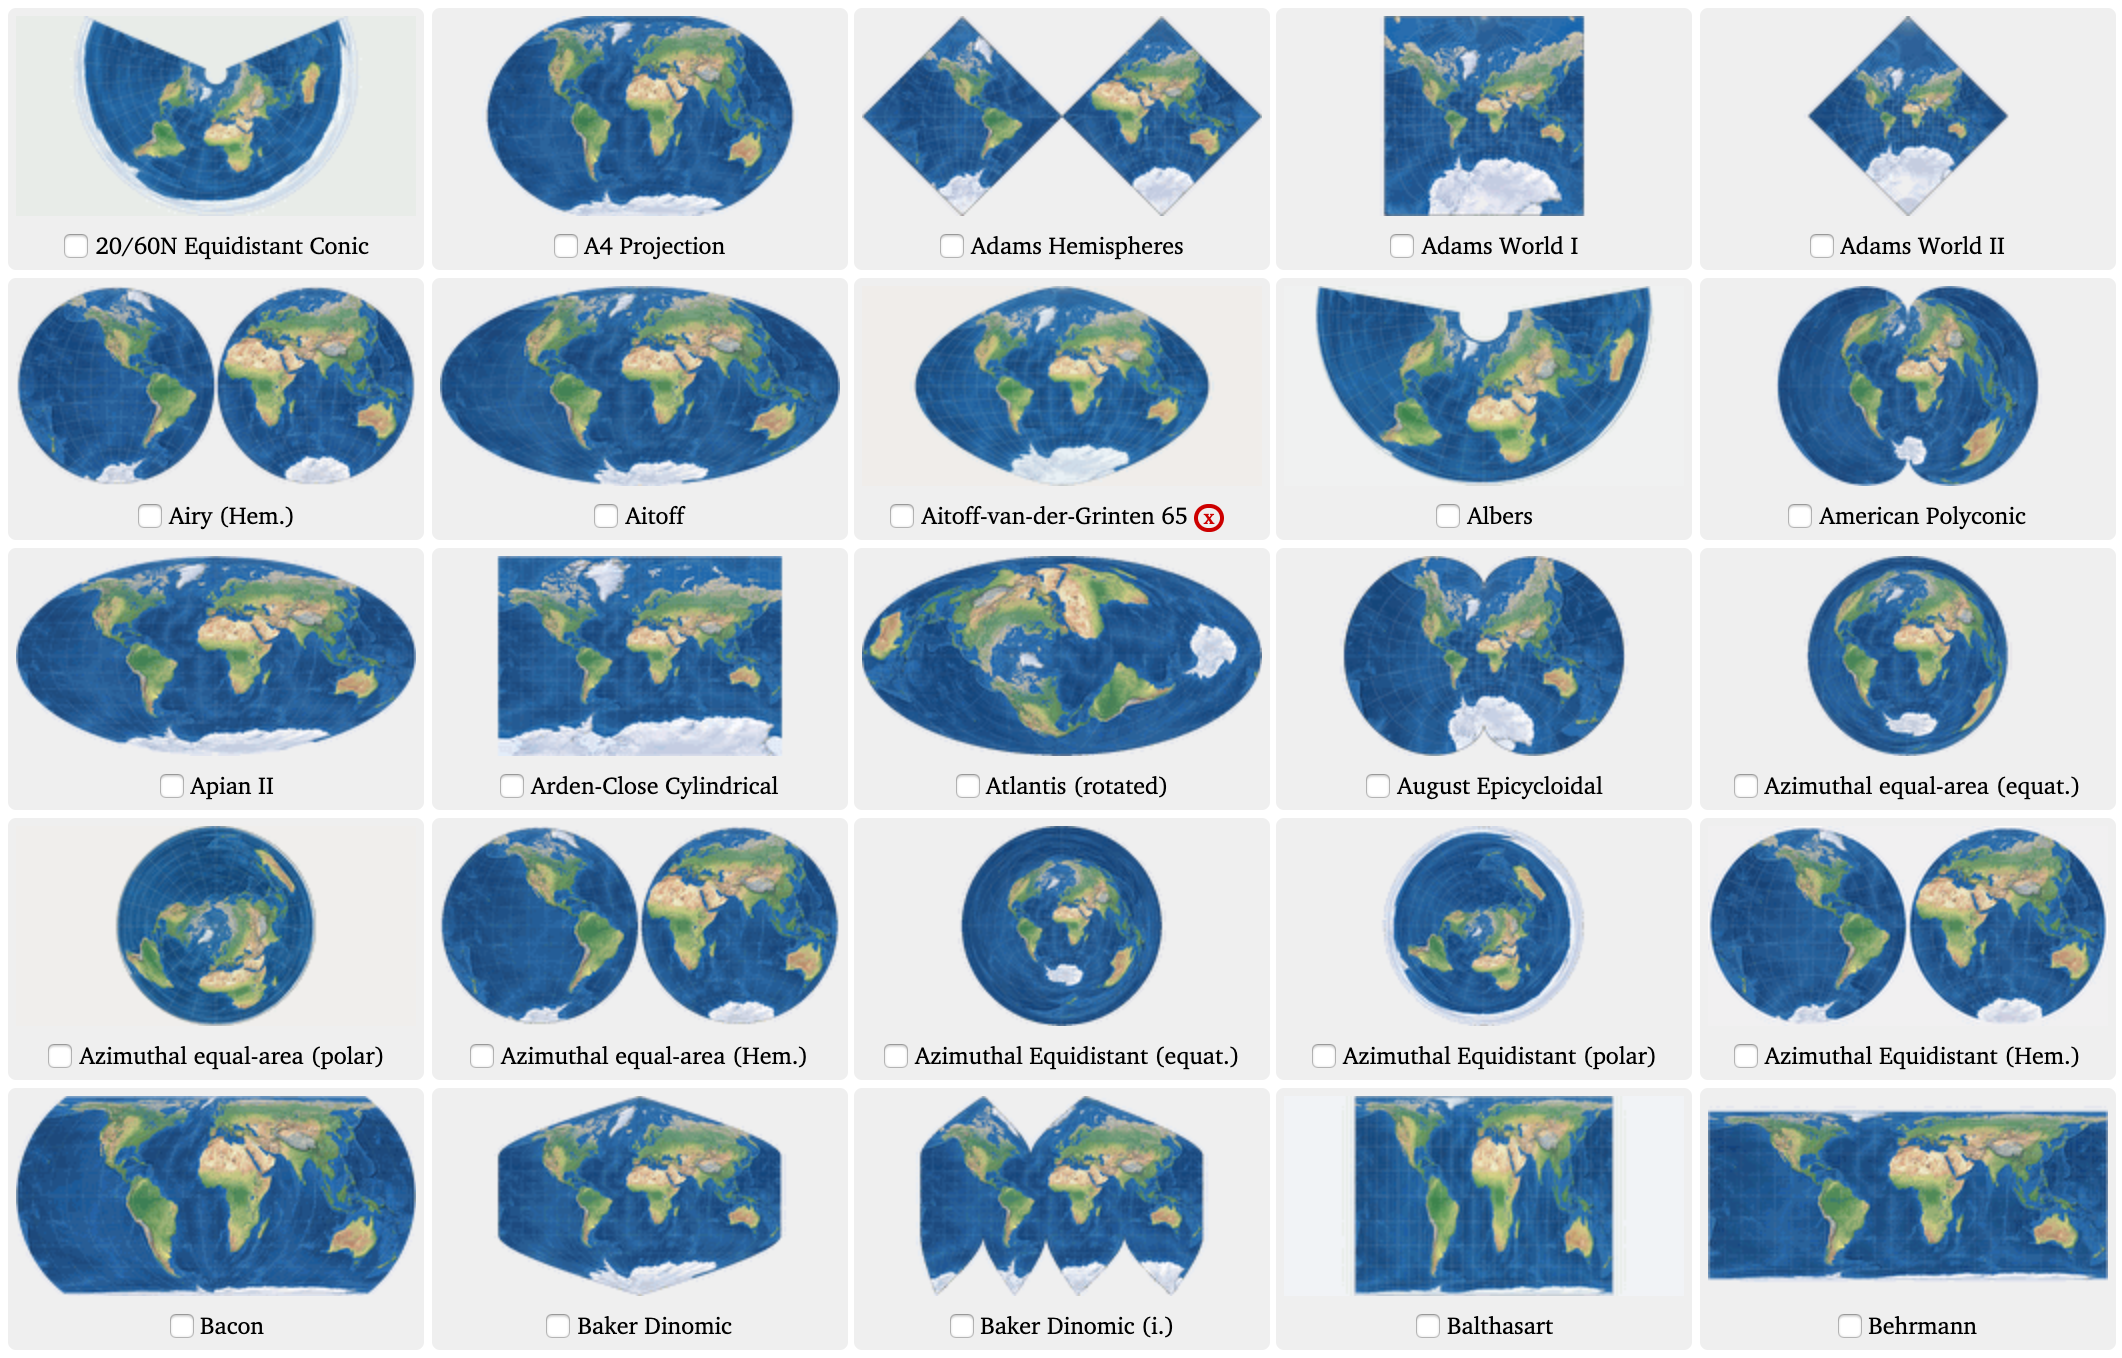 20/60N Equidistant Conic
A4 Projection
Adams Hemispheres
Adams World I
Adams World II
Airy (Hem.)
Aitoff
Aitoff-van-der-Grinten 65 x
Albers
American Polyconic
Apian II
Arden-Close Cylindrical
Atlantis (rotated)
August Epicycloidal
Azimuthal equal-area (equat.)
Azimuthal equal-area (polar)
Azimuthal equal-area (Hem.)
Azimuthal Equidistant (equat.)
Azimuthal Equidistant (polar)
Azimuthal Equidistant (Hem.)
Bacon
Baker Dinomic
Baker Dinomic (i.)
Balthasart
Behrmann